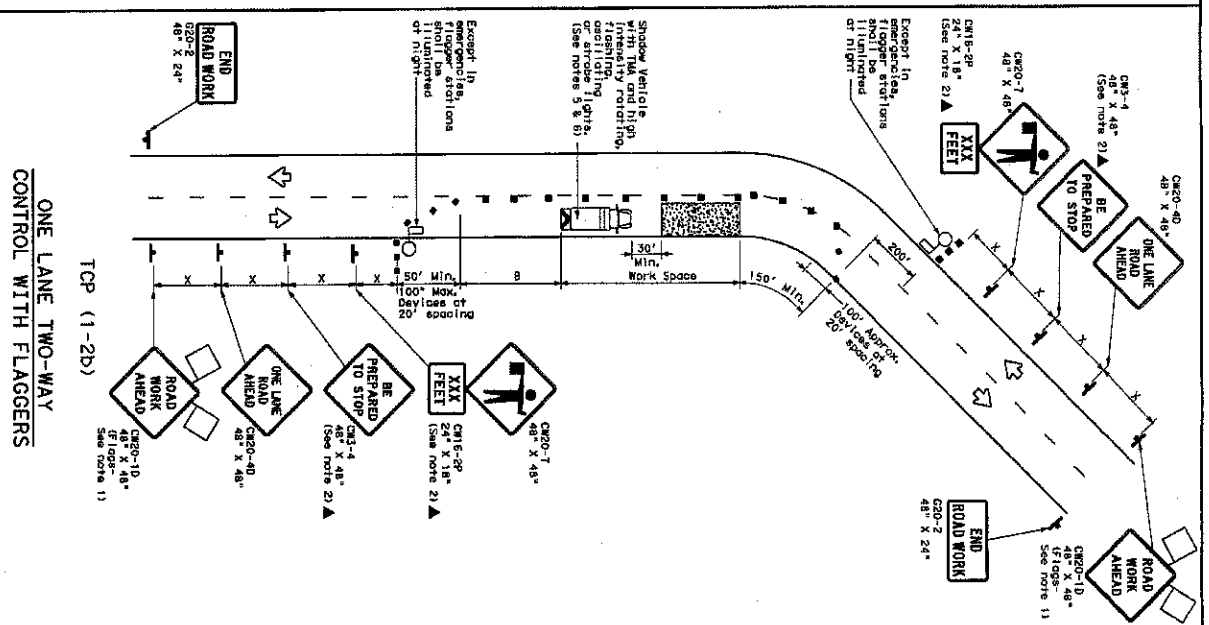 CW20-4D
48" X 48"
CW3-4
48" X 48"
(See note 2)▲
CW20-7
48" X 48"
CW16-2P
24" X 18"
(See note 2)▲
Except in
emergencies,
flagger stations
shall be
illuminated
at night
Shadow Vehicle
with TMA and high
intensity rotating,
flashing,
oscillating
or strobe lights.
(See notes 5 & 6)
Except in
emergencies,
flagger stations
shall be
illuminated
at night
END
ROAD WORK
G20-2
48" X 24"
ONE LANE
ROAD
AHEAD
BE
PREPARED
TO STOP
XXX
FEET
X
X
X
200'
100' Approx.
Devices at
20' spacing
150' Min.
30'
Min.
Work Space
B
50' Min.
100' Max.
Devices at
20' spacing
X
X
X
X
ROAD
WORK
AHEAD
CW20-1D
48" X 48"
(Flags-
See note 1)
END
ROAD WORK
G20-2
48" X 24"
CW20-7
48" X 48"
XXX
FEET
CW16-2P
24" X 18"
(See note 2)▲
BE
PREPARED
TO STOP
CW3-4
48" X 48"
(See note 2)▲
ONE LANE
ROAD
AHEAD
CW20-4D
48" X 48"
ROAD
WORK
AHEAD
CW20-1D
48" X 48"
(Flags-
See note 1)
TCP (1-2b)
ONE LANE TWO-WAY
CONTROL WITH FLAGGERS